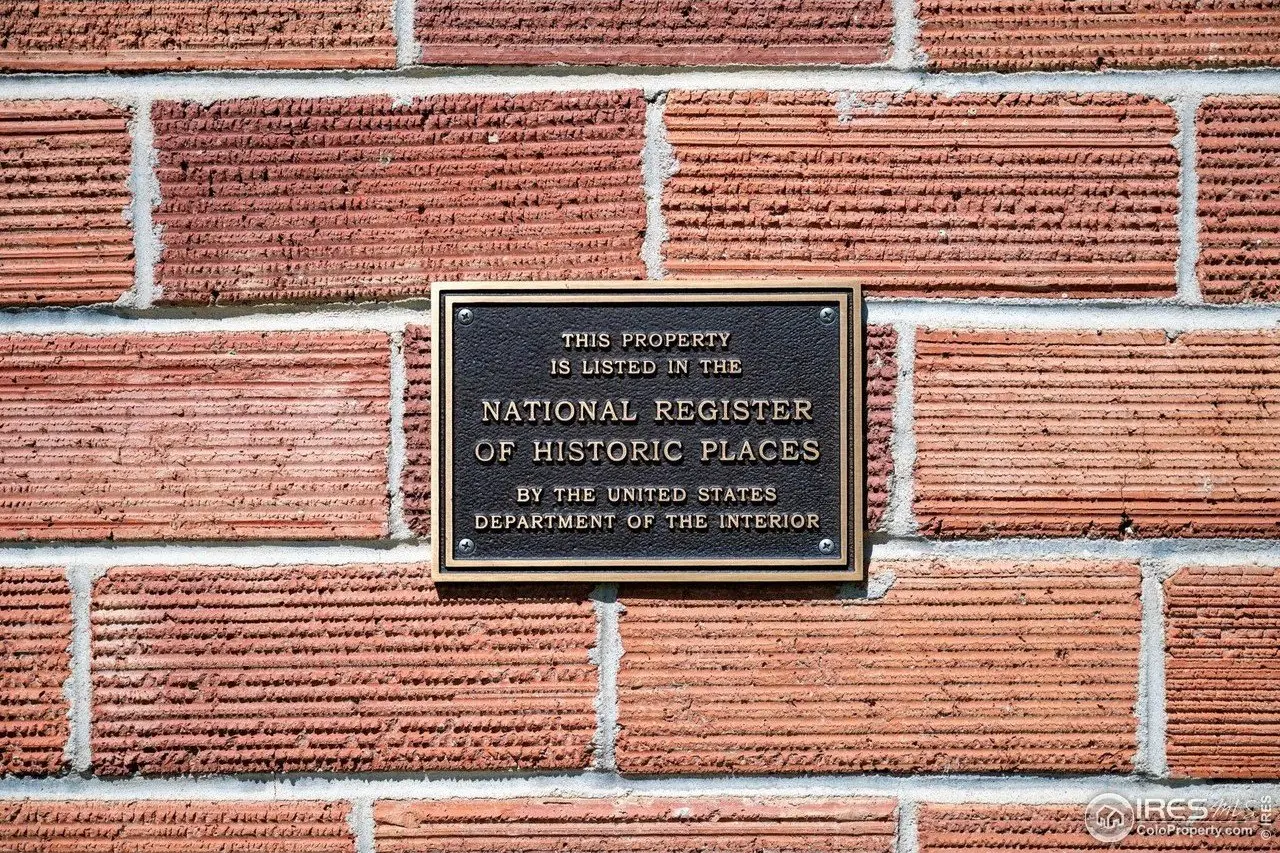 THIS PROPERTY
IS LISTED IN THE
NATIONAL REGISTER
OF HISTORIC PLACES
BY THE UNITED STATES
DEPARTMENT OF THE INTERIOR
IRES MLS
ColoProperty.com
© IRES